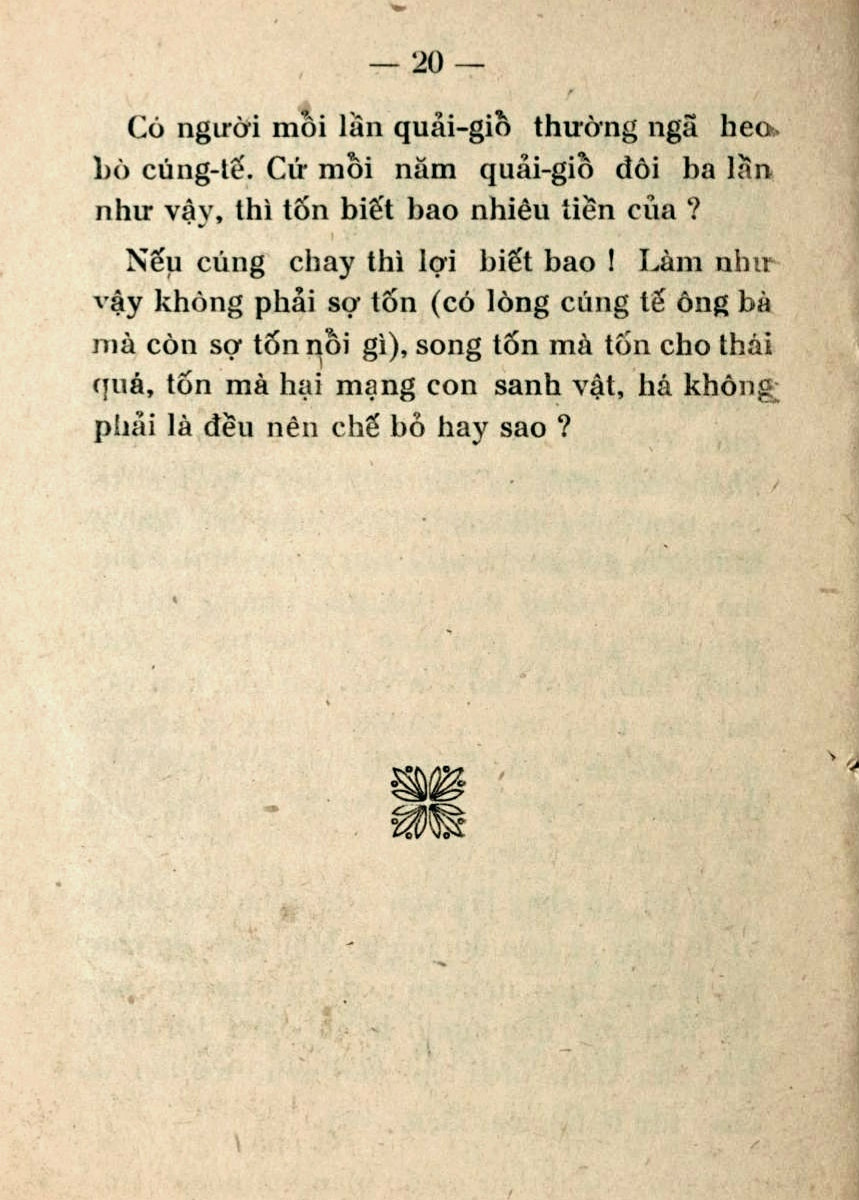 — 20 —
Có người mỗi lần quải-giỗ thường ngã heo
bò cúng-tế. Cứ mỗi năm quải-giỗ đôi ba lần
như vậy, thì tốn biết bao nhiêu tiền của ?
Nếu cúng chay thì lợi biết bao ! Làm như
vậy không phải sợ tốn (có lòng cúng tế ông bà
mà còn sợ tốn nỗi gì), song tốn mà tốn cho thái
quá, tốn mà hại mạng con sanh vật, há không
phải là đều nên chế bỏ hay sao ?